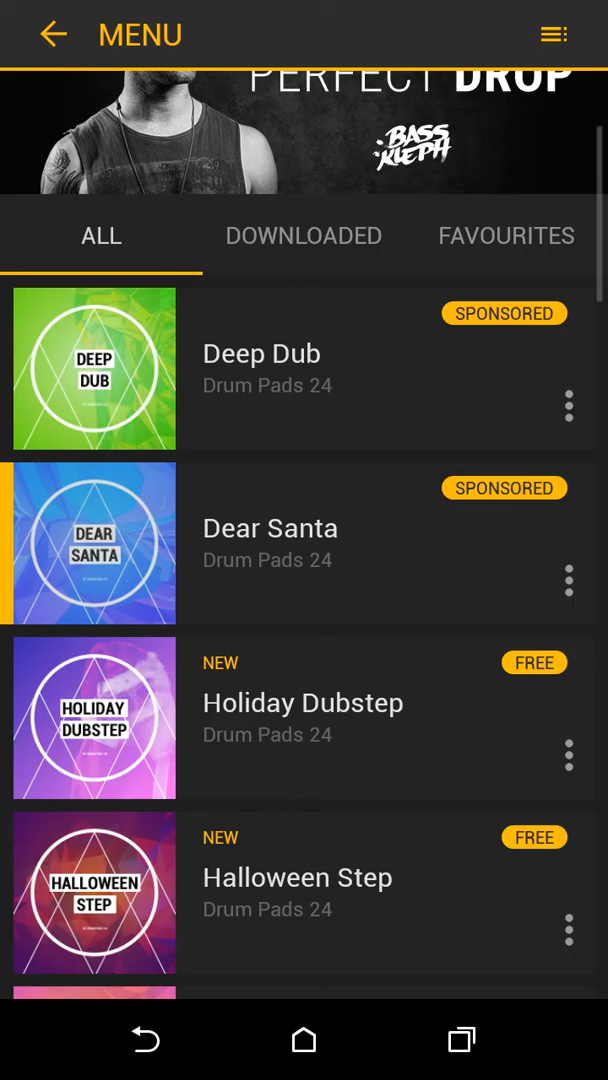 MENU
PERFECT DROP
BASS
KLEPH
ALL DOWNLOADED FAVOURITES
SPONSORED
DEEP
DUB
Deep Dub
Drum Pads 24
SPONSORED
DEAR
SANTA
Dear Santa
Drum Pads 24
NEW FREE
HOLIDAY
DUBSTEP
Holiday Dubstep
Drum Pads 24
NEW FREE
HALLOWEEN
STEP
Halloween Step
Drum Pads 24